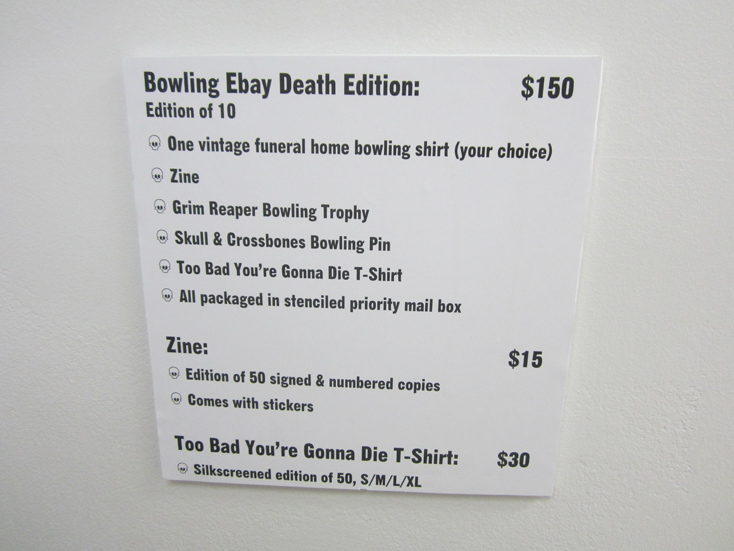 Bowling Ebay Death Edition: $150
Edition of 10
One vintage funeral home bowling shirt (your choice)
Zine
Grim Reaper Bowling Trophy
Skull & Crossbones Bowling Pin
Too Bad You're Gonna Die T-Shirt
All packaged in stenciled priority mail box
Zine: $15
Edition of 50 signed & numbered copies
Comes with stickers
Too Bad You're Gonna Die T-Shirt: $30
Silkscreened edition of 50, S/M/L/XL